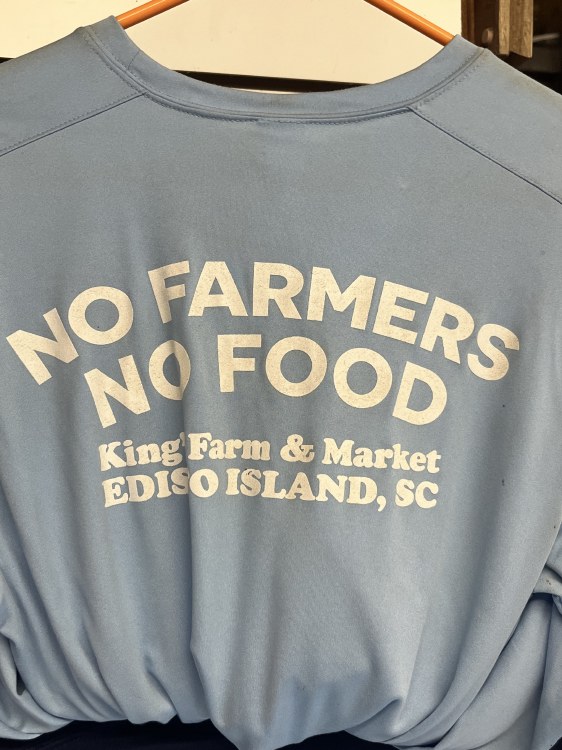 NO FARMERS
NO FOOD
King' Farm & Market
EDISO ISLAND, SC